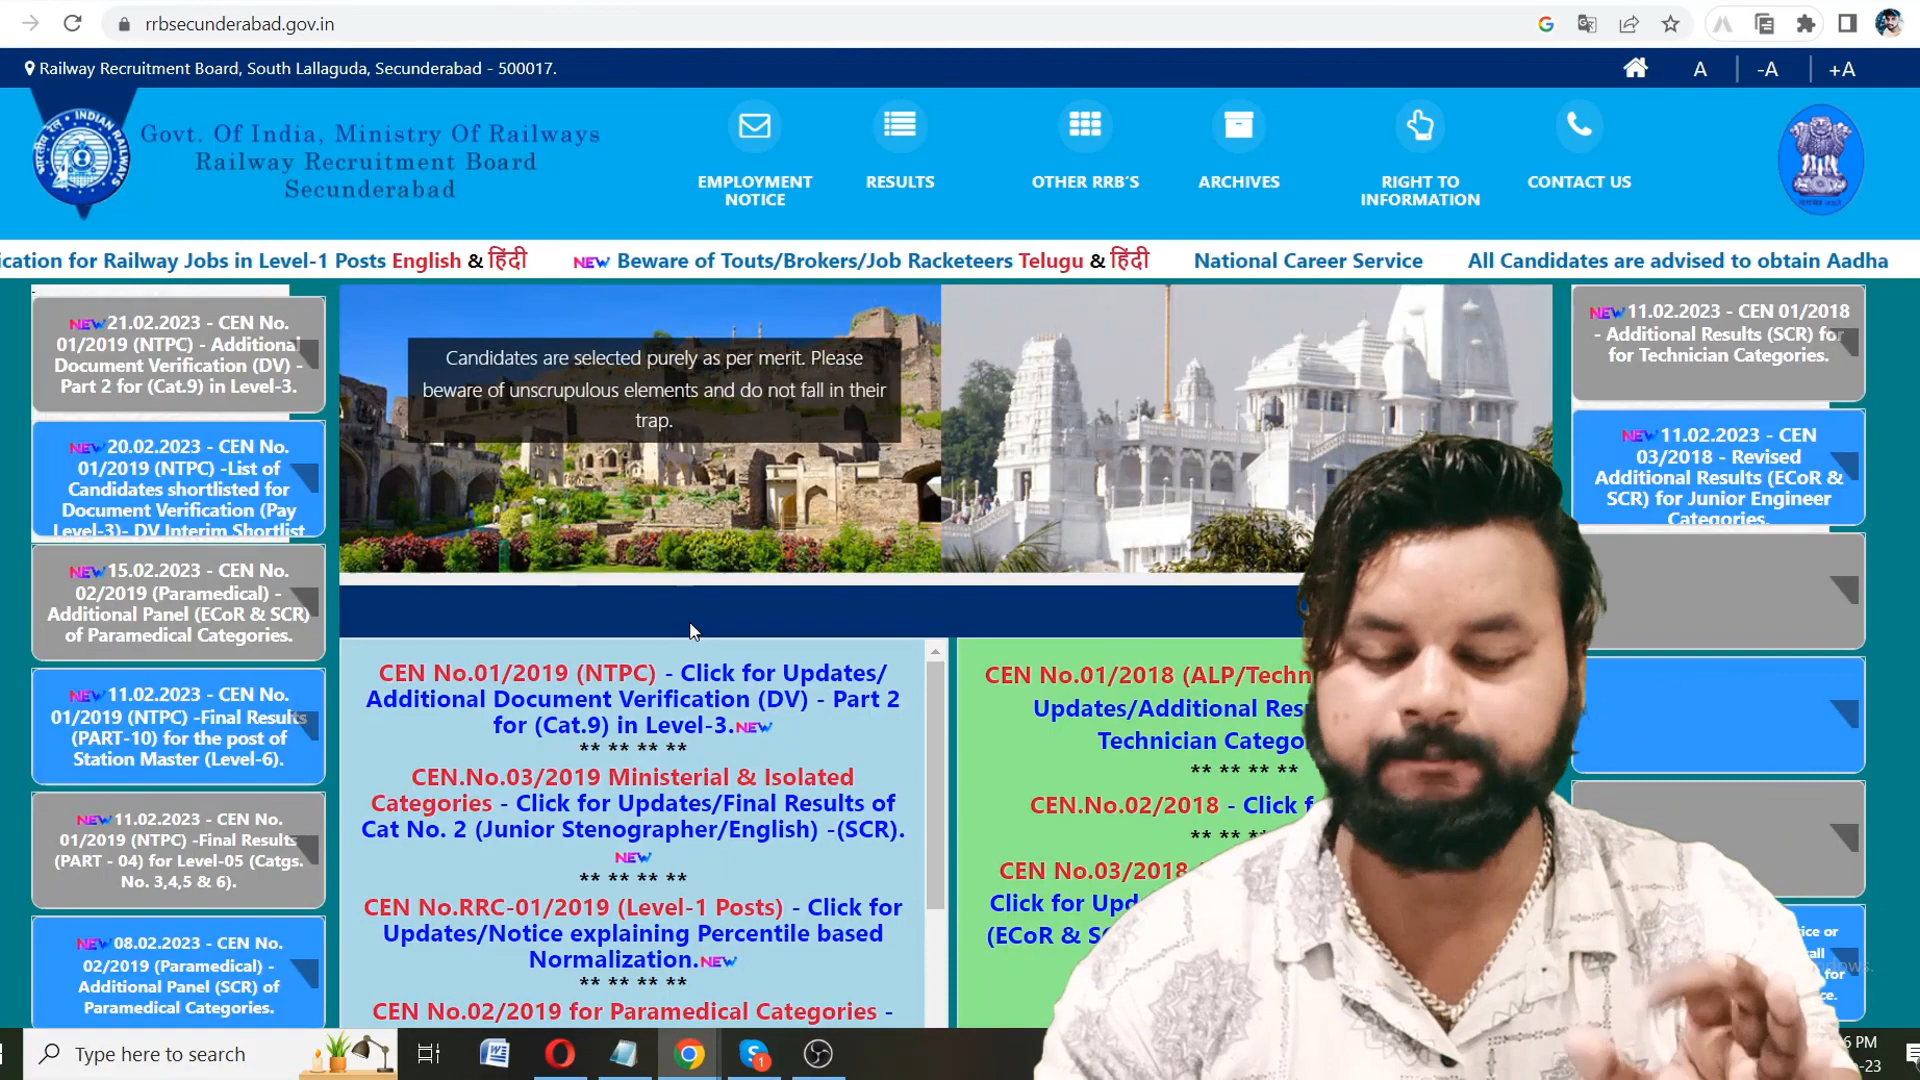 rrbsecunderabad.gov.in
Railway Recruitment Board, South Lallaguda, Secunderabad - 500017.
A
-A
+A
INDIAN RAILWAYS
भारतीय रेल
Govt. Of India, Ministry Of Railways
Railway Recruitment Board
Secunderabad
EMPLOYMENT
NOTICE
RESULTS
OTHER RRB'S
ARCHIVES
RIGHT TO
INFORMATION
CONTACT US
ication for Railway Jobs in Level-1 Posts English & हिंदी NEW Beware of Touts/Brokers/Job Racketeers Telugu & हिंदी National Career Service All Candidates are advised to obtain Aadha
NEW 21.02.2023 - CEN No.
01/2019 (NTPC) - Additional
Document Verification (DV) -
Part 2 for (Cat.9) in Level-3.
NEW 20.02.2023 - CEN No.
01/2019 (NTPC) -List of
Candidates shortlisted for
Document Verification (Pay
Level-3)- DV Interim Shortlist
NEW 15.02.2023 - CEN No.
02/2019 (Paramedical) -
Additional Panel (ECoR & SCR)
of Paramedical Categories.
NEW 11.02.2023 - CEN No.
01/2019 (NTPC) -Final Results
(PART-10) for the post of
Station Master (Level-6).
NEW 11.02.2023 - CEN No.
01/2019 (NTPC) -Final Results
(PART - 04) for Level-05 (Catgs.
No. 3,4,5 & 6).
NEW 08.02.2023 - CEN No.
02/2019 (Paramedical) -
Additional Panel (SCR) of
Paramedical Categories.
Candidates are selected purely as per merit. Please
beware of unscrupulous elements and do not fall in their
trap.
CEN No.01/2019 (NTPC) - Click for Updates/
Additional Document Verification (DV) - Part 2
for (Cat.9) in Level-3. NEW
** ** ** **
CEN.No.03/2019 Ministerial & Isolated
Categories - Click for Updates/Final Results of
Cat No. 2 (Junior Stenographer/English) -(SCR).
NEW
** ** ** **
CEN No.RRC-01/2019 (Level-1 Posts) - Click for
Updates/Notice explaining Percentile based
Normalization. NEW
** ** ** **
CEN No.02/2019 for Paramedical Categories -
CEN No.01/2018 (ALP/Techn
Updates/Additional Res
Technician Catego
** ** ** **
CEN.No.02/2018 - Click f
** ** **
CEN No.03/2018
Click for Upd
(ECoR & S
NEW 11.02.2023 - CEN 01/2018
- Additional Results (SCR) for
for Technician Categories.
NEW 11.02.2023 - CEN
03/2018 - Revised
Additional Results (ECoR &
SCR) for Junior Engineer
Categories.
ice or
all
for
ce.
dows.
Type here to search
1
6 PM
-23